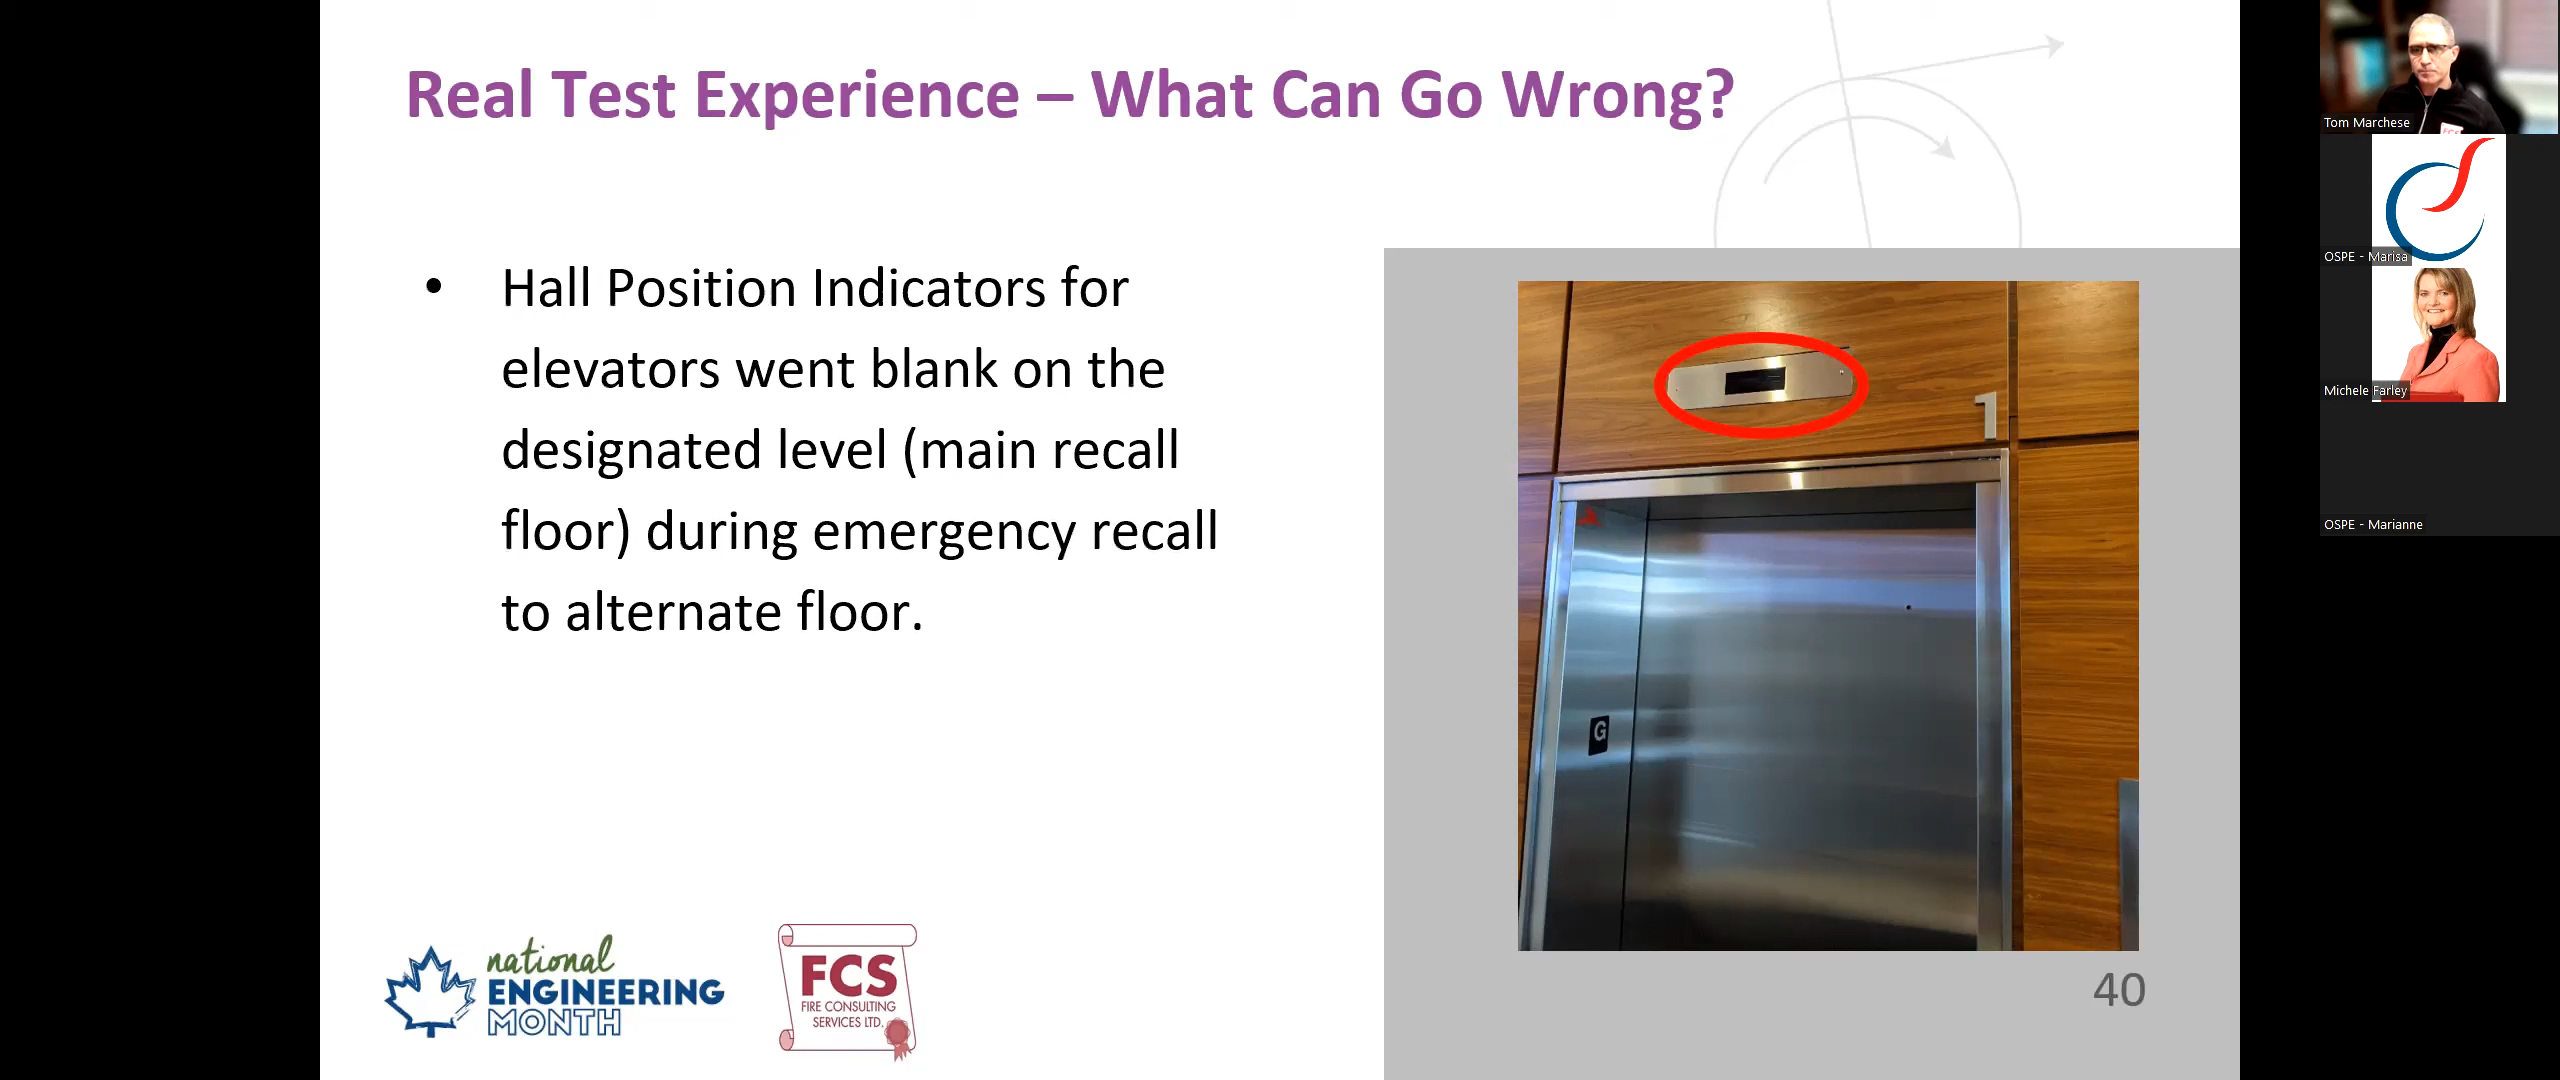 Real Test Experience – What Can Go Wrong?
• Hall Position Indicators for
elevators went blank on the
designated level (main recall
floor) during emergency recall
to alternate floor.
1
G
national
ENGINEERING
MONTH
FCS
FIRE CONSULTING
SERVICES LTD.
40
Tom Marchese
OSPE - Marisa
Michele Farley
OSPE - Marianne